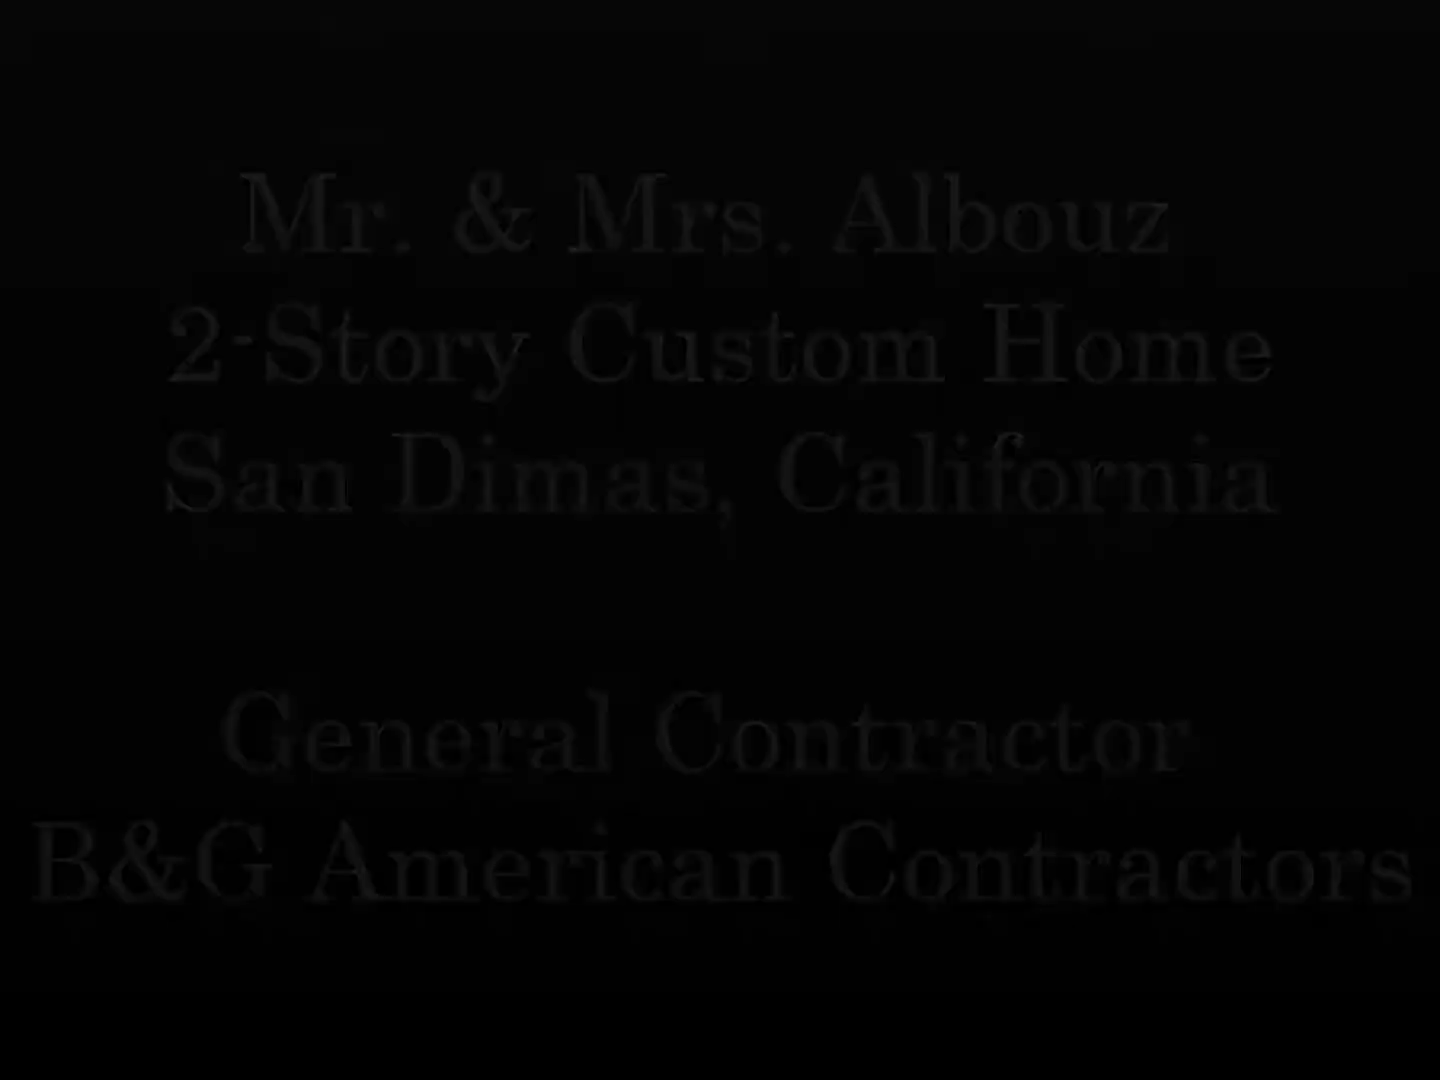 Mr. & Mrs. Albouz
2-Story Custom Home
San Dimas, California
General Contractor
B&G American Contractors